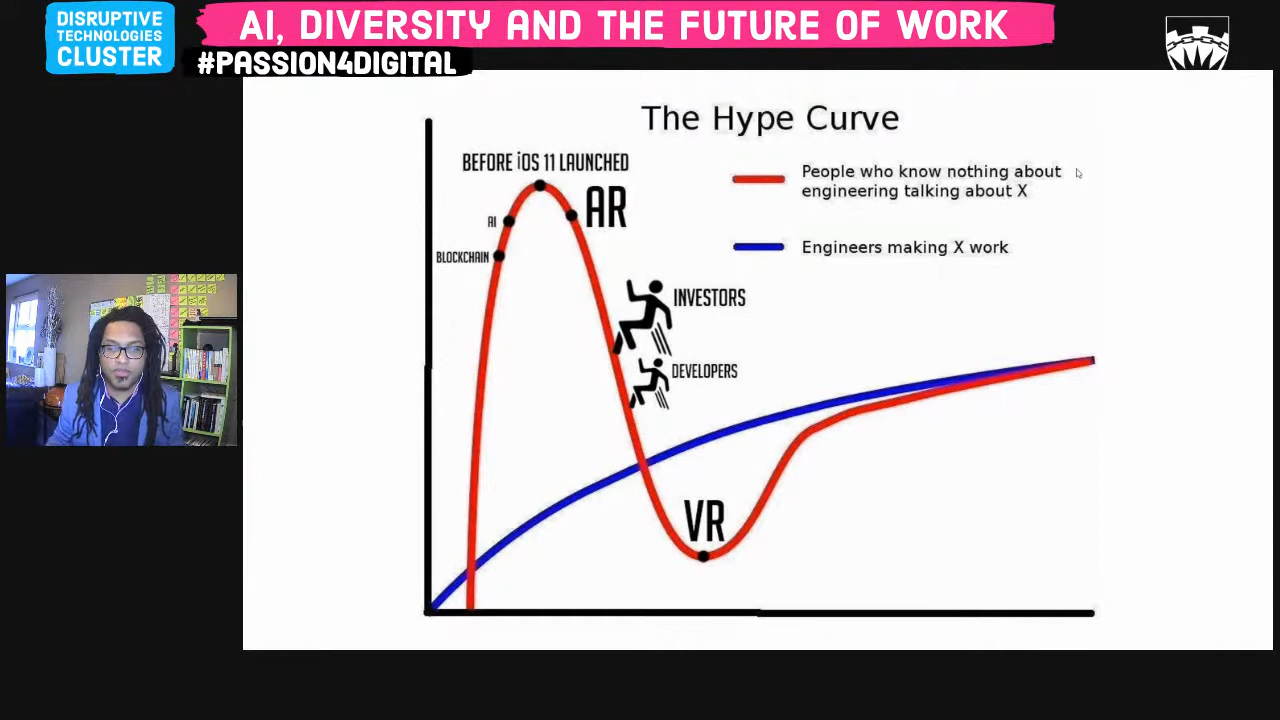 DISRUPTIVE
TECHNOLOGIES
CLUSTER
AI, DIVERSITY AND THE FUTURE OF WORK
#PASSION4DIGITAL
The Hype Curve
BEFORE iOS 11 LAUNCHED
People who know nothing about
engineering talking about X
AI
AR
Engineers making X work
BLOCKCHAIN
INVESTORS
DEVELOPERS
VR